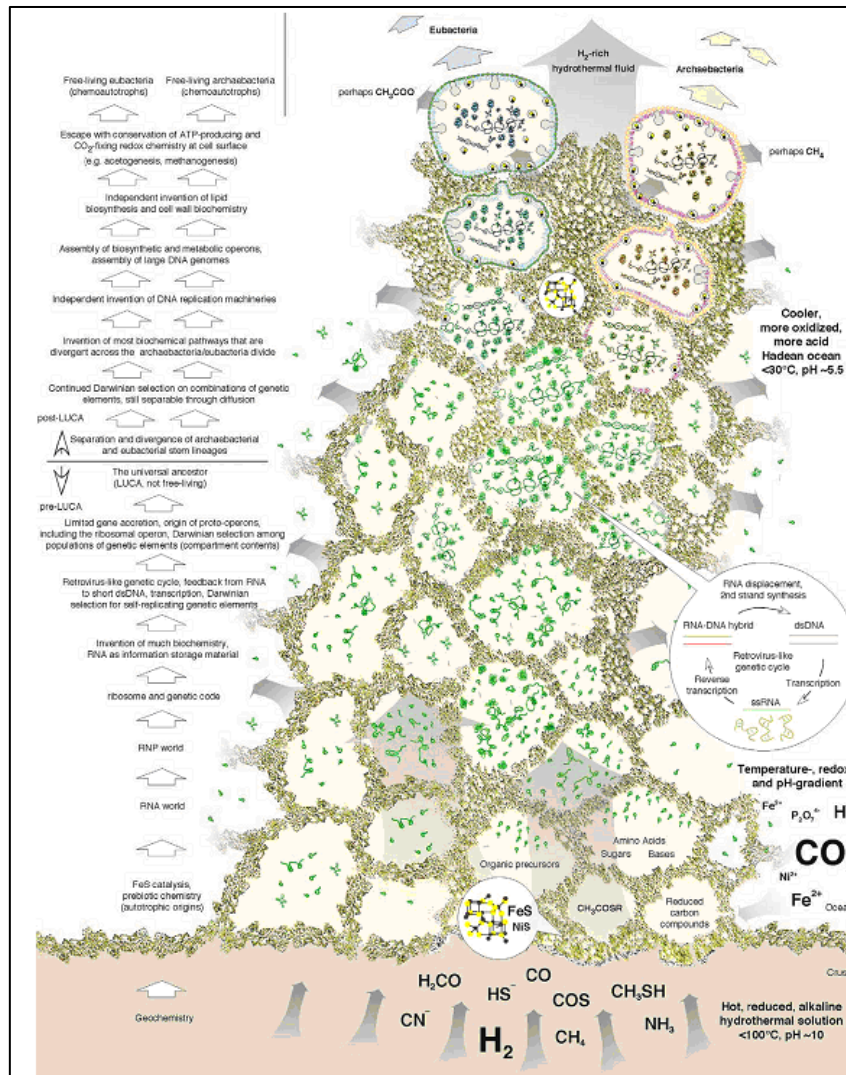 Eubacteria
H₂-rich
hydrothermal fluid
Archaebacteria
perhaps CH₃COO
perhaps CH₄
Free-living eubacteria
(chemoautotrophs)
Free-living archaebacteria
(chemoautotrophs)
Escape with conservation of ATP-producing and
CO₂-fixing redox chemistry at cell surface
(e.g. acetogenesis, methanogenesis)
Independent invention of lipid
biosynthesis and cell wall biochemistry
Assembly of biosynthetic and metabolic operons,
assembly of large DNA genomes
Independent invention of DNA replication machineries
Invention of most biochemical pathways that are
divergent across the archaebacteria/eubacteria divide
Continued Darwinian selection on combinations of genetic
elements, still separable through diffusion
post-LUCA
Separation and divergence of archaebacterial
and eubacterial stem lineages
The universal ancestor
(LUCA, not free-living)
pre-LUCA
Limited gene accretion, origin of proto-operons,
including the ribosomal operon, Darwinian selection among
populations of genetic elements (compartment contents)
Retrovirus-like genetic cycle, feedback from RNA
to short dsDNA, transcription, Darwinian
selection for self-replicating genetic elements
Invention of much biochemistry,
RNA as information storage material
ribosome and genetic code
RNP world
RNA world
FeS catalysis,
prebiotic chemistry
(autotrophic origins)
Geochemistry
Cooler,
more oxidized,
more acid
Hadean ocean
<30°C, pH ~5.5
RNA displacement,
2nd strand synthesis
RNA-DNA hybrid
dsDNA
Retrovirus-like
genetic cycle
Reverse
transcription
Transcription
ssRNA
Temperature-, redox
and pH-gradient
Fe³⁺
P₂O₇⁴⁻
H
CO
Ni²⁺
Fe²⁺
Ocea
Organic precursors
Amino Acids
Sugars Bases
FeS
NiS
CH₃COSR
Reduced
carbon
compounds
Crus
H₂CO
HS⁻
CO
COS
CH₃SH
CN⁻
H₂
CH₄
NH₃
Hot, reduced, alkaline
hydrothermal solution
<100°C, pH ~10